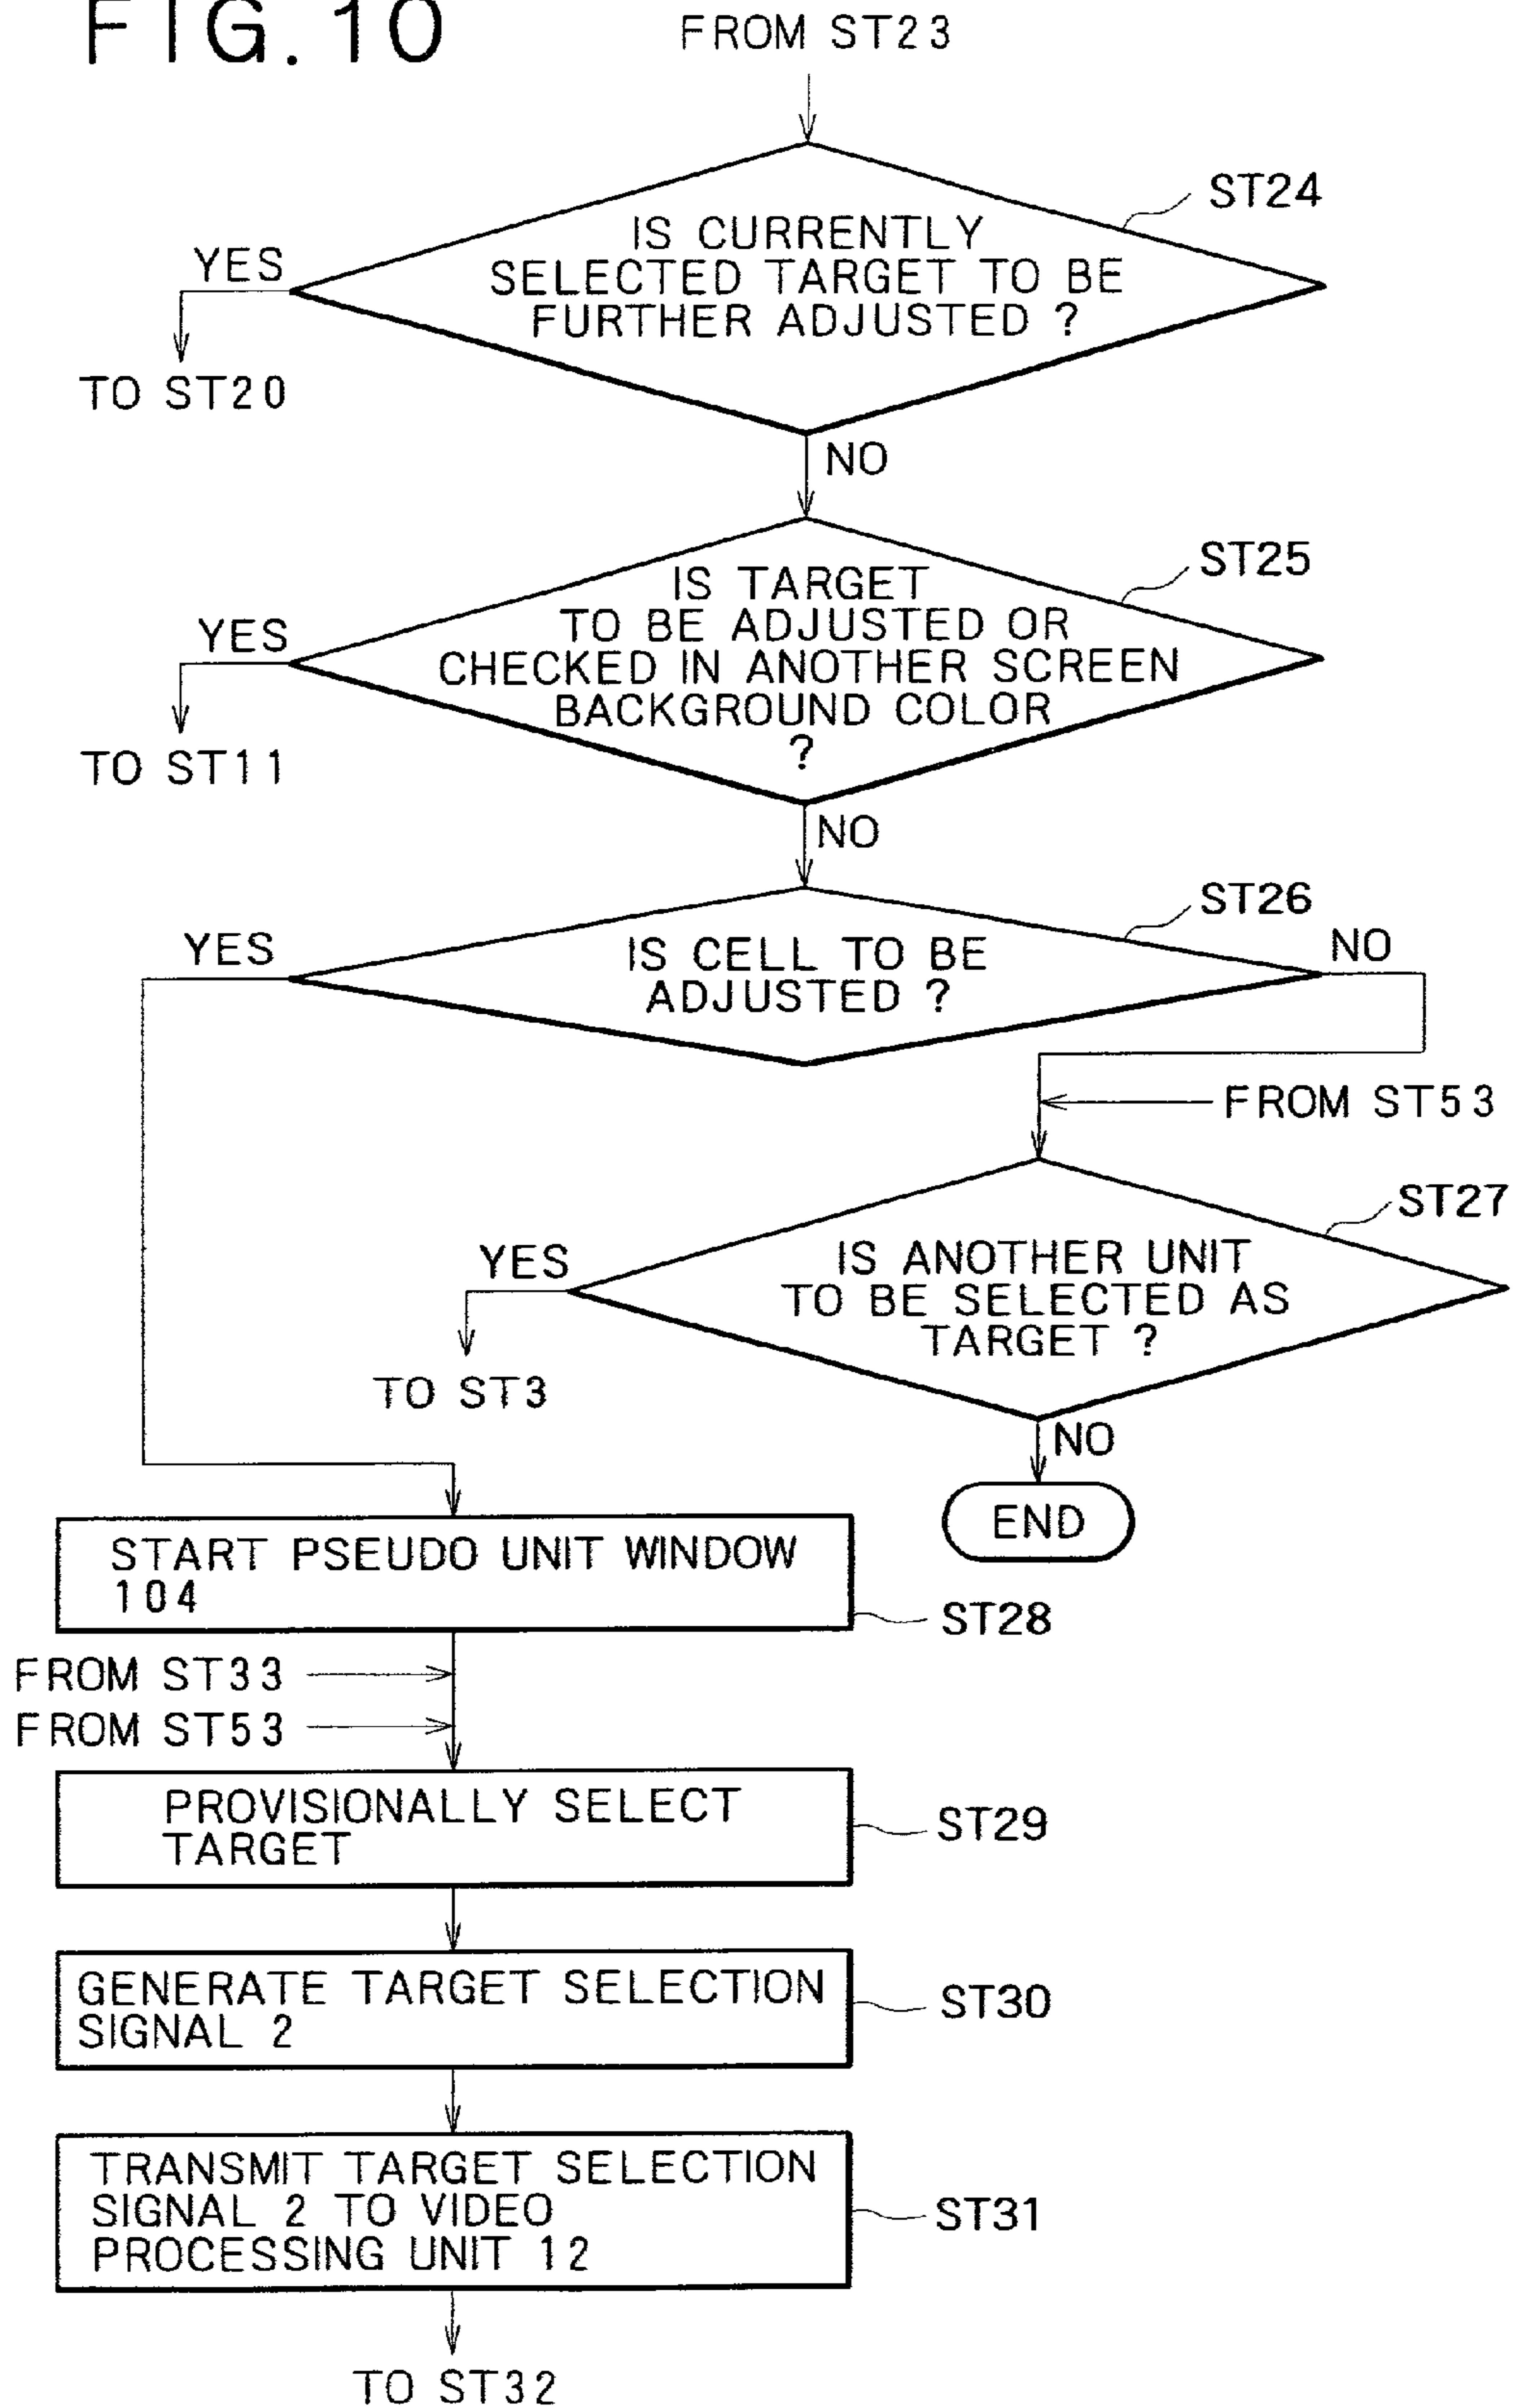 FIG.10
FROM ST23
ST24
IS CURRENTLY
SELECTED TARGET TO BE
FURTHER ADJUSTED ?
YES
TO ST20
NO
ST25
IS TARGET
TO BE ADJUSTED OR
CHECKED IN ANOTHER SCREEN
BACKGROUND COLOR
?
YES
TO ST11
NO
ST26
IS CELL TO BE
ADJUSTED ?
YES
NO
FROM ST53
ST27
IS ANOTHER UNIT
TO BE SELECTED AS
TARGET ?
YES
TO ST3
NO
END
START PSEUDO UNIT WINDOW
104
ST28
FROM ST33
FROM ST53
PROVISIONALLY SELECT
TARGET
ST29
GENERATE TARGET SELECTION
SIGNAL 2
ST30
TRANSMIT TARGET SELECTION
SIGNAL 2 TO VIDEO
PROCESSING UNIT 12
ST31
TO ST32